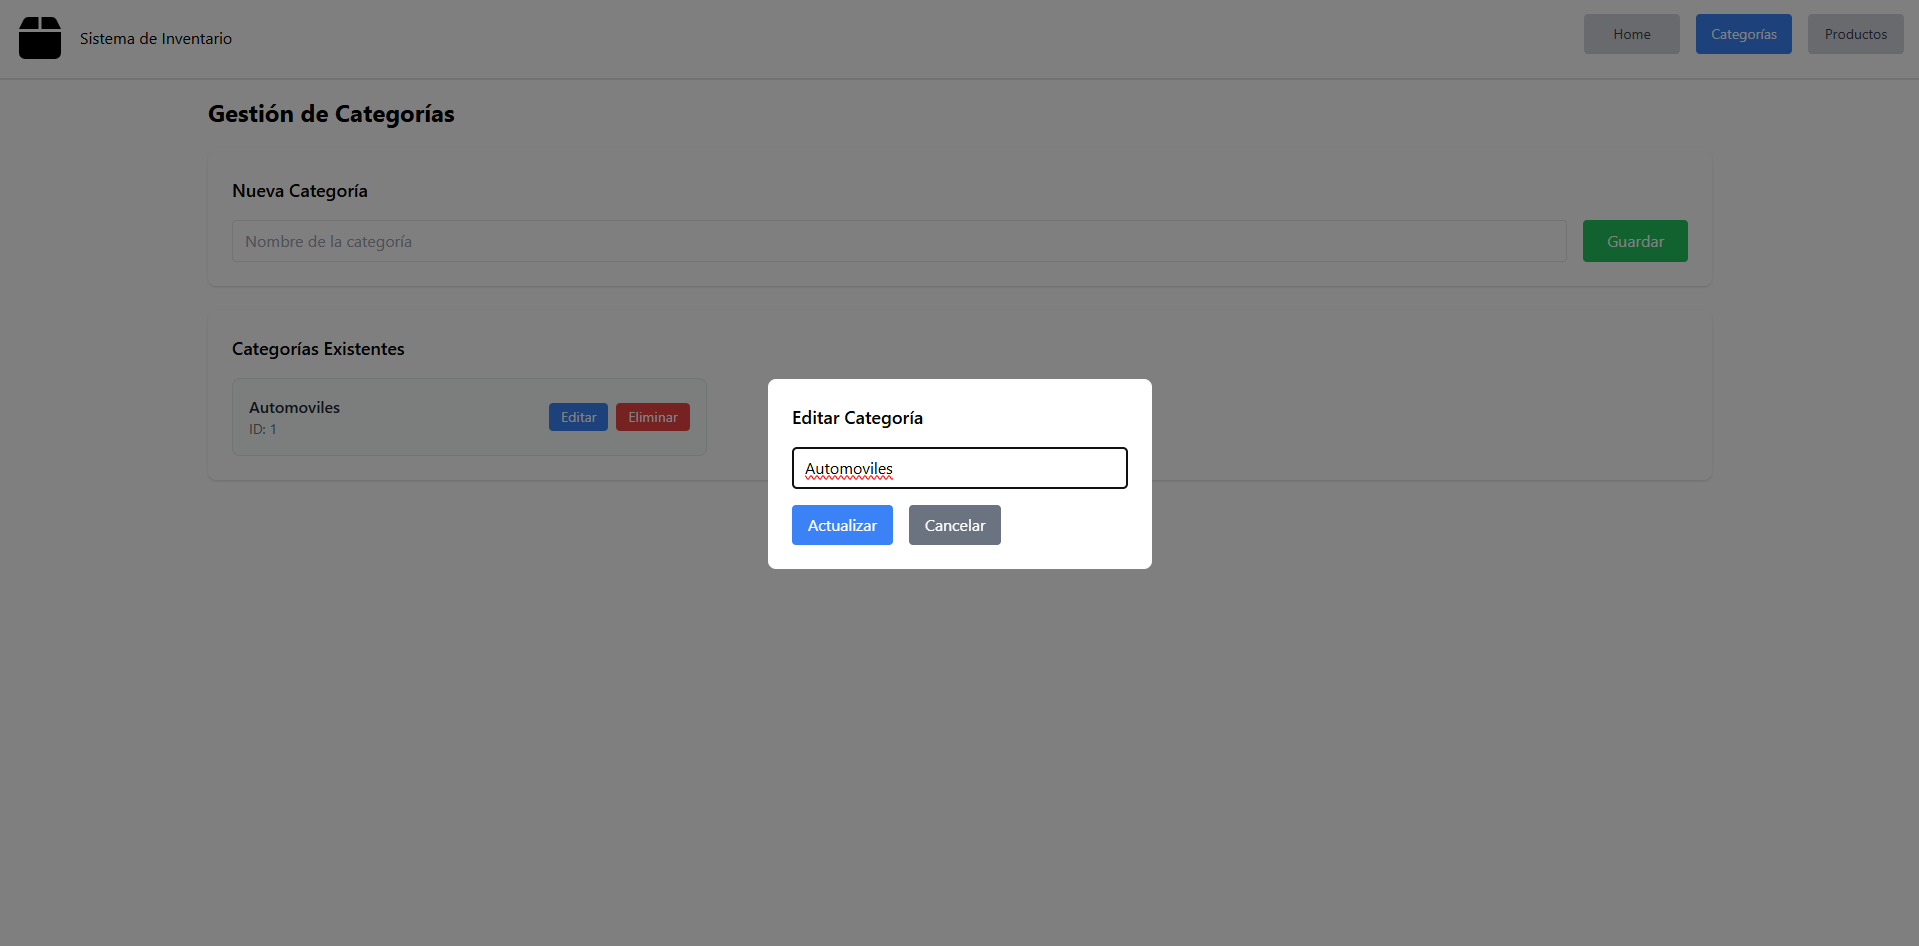 Sistema de Inventario
Home
Categorías
Productos
Gestión de Categorías
Nueva Categoría
Nombre de la categoría
Guardar
Categorías Existentes
Automoviles
ID: 1
Editar
Eliminar
Editar Categoría
Automoviles
Actualizar
Cancelar